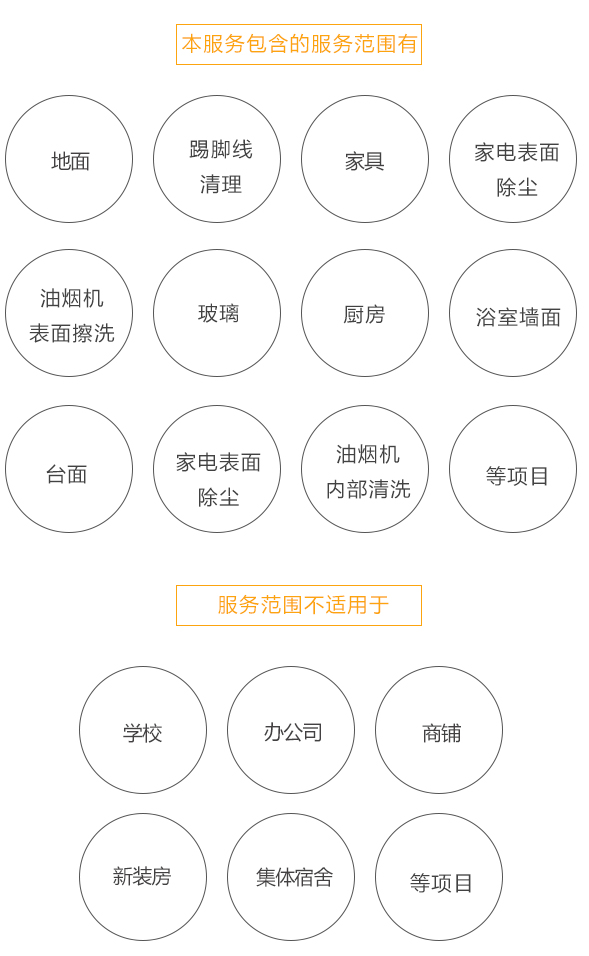 本服务包含的服务范围有
地面
踢脚线
清理
家具
家电表面
除尘
油烟机
表面擦洗
玻璃
厨房
浴室墙面
台面
家电表面
除尘
油烟机
内部清洗
等项目
服务范围不适用于
学校
办公司
商铺
新装房
集体宿舍
等项目